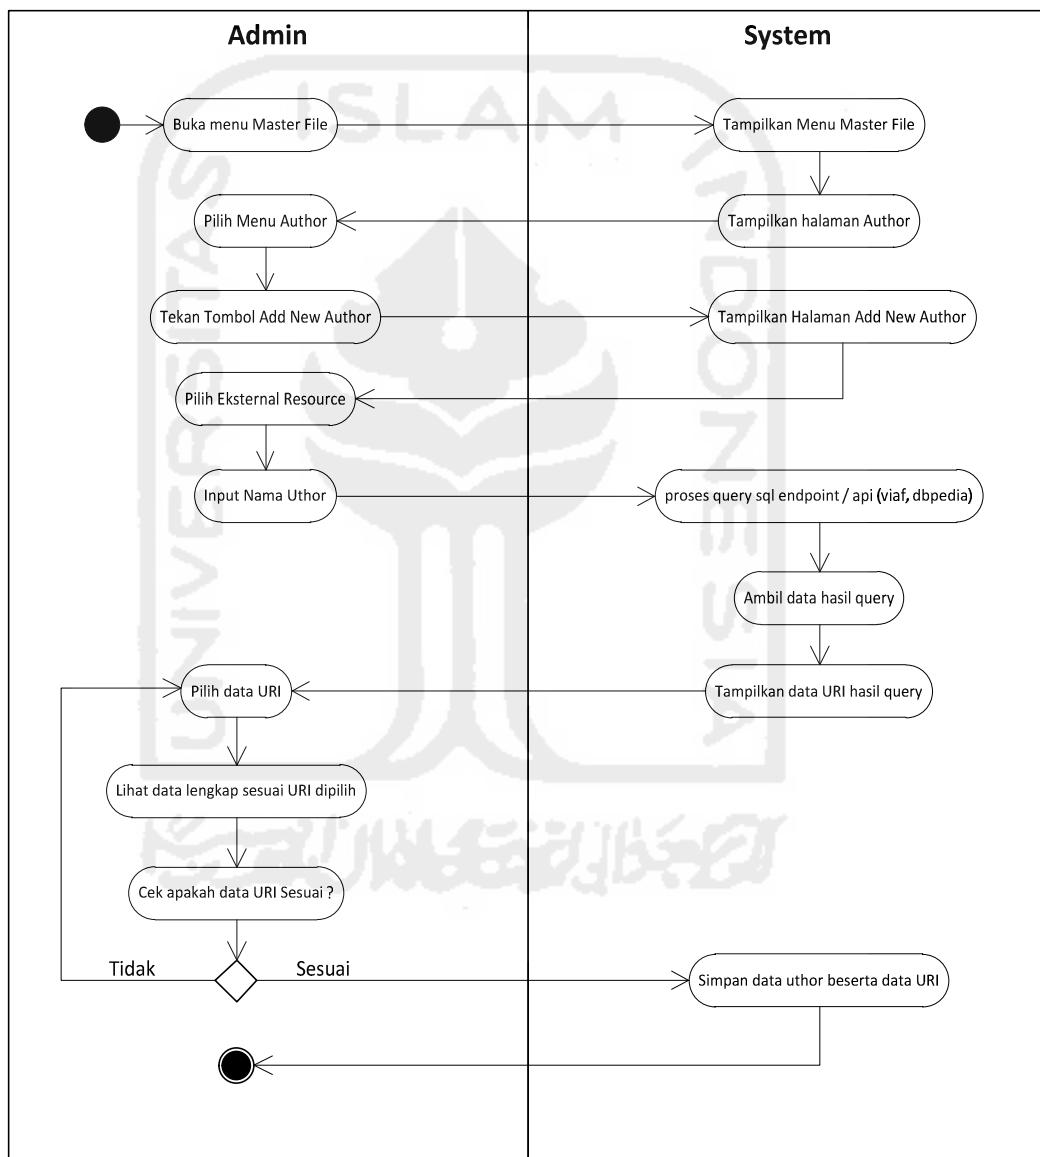 Admin
System
Buka menu Master File
Tampilkan Menu Master File
Pilih Menu Author
Tampilkan halaman Author
Tekan Tombol Add New Author
Tampilkan Halaman Add New Author
Pilih Eksternal Resource
Input Nama Uthor
proses query sql endpoint / api (viaf, dbpedia)
Ambil data hasil query
Pilih data URI
Tampilkan data URI hasil query
Lihat data lengkap sesuai URI dipilih
Cek apakah data URI Sesuai ?
Tidak
Sesuai
Simpan data uthor beserta data URI
UNIVERSITAS
ISLAM
INDONESIA